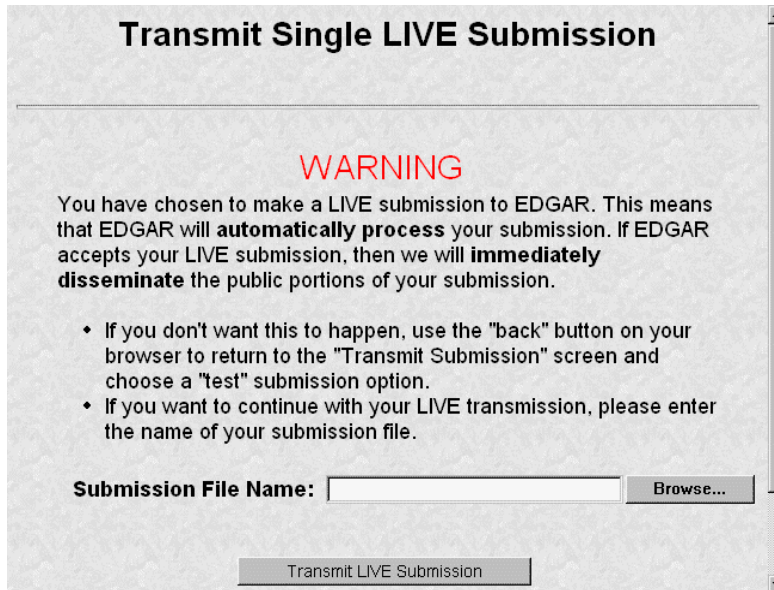 Transmit Single LIVE Submission
WARNING
You have chosen to make a LIVE submission to EDGAR. This means
that EDGAR will automatically process your submission. If EDGAR
accepts your LIVE submission, then we will immediately
disseminate the public portions of your submission.
• If you don't want this to happen, use the "back" button on your
browser to return to the "Transmit Submission" screen and
choose a "test" submission option.
• If you want to continue with your LIVE transmission, please enter
the name of your submission file.
Submission File Name: Browse...
Transmit LIVE Submission